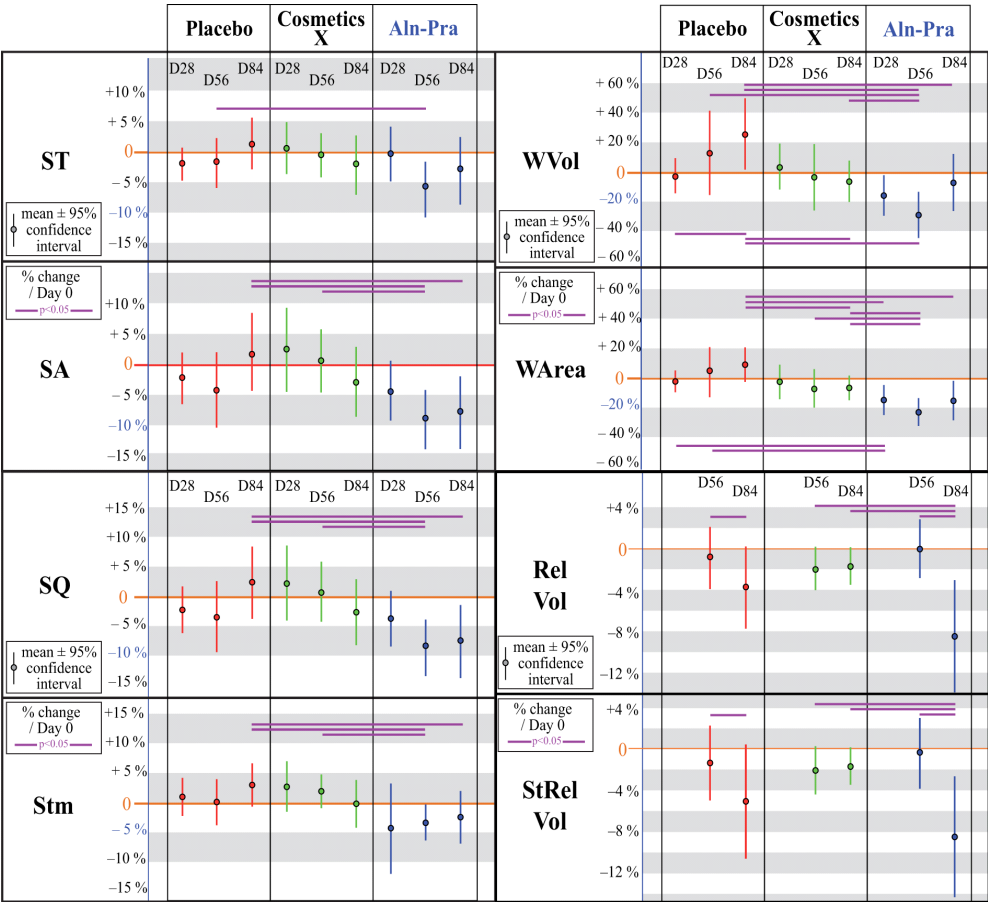 Placebo
Cosmetics
X
Aln-Pra
Placebo
Cosmetics
X
Aln-Pra
D28
D56
D84
D28
D56
D84
D28
D56
D84
+10 %
+ 5 %
0
−5 %
−10 %
−15 %
ST
mean ± 95%
confidence
interval
D28
D56
D84
D28
D56
D84
D28
D56
D84
+ 60 %
+ 40 %
+ 20 %
0
−20 %
− 40 %
− 60 %
WVol
mean ± 95%
confidence
interval
% change
/ Day 0
p<0.05
+10 %
+ 5 %
0
− 5 %
−10 %
−15 %
SA
% change
/ Day 0
p<0.05
+ 60 %
+ 40 %
+ 20 %
0
−20 %
− 40 %
− 60 %
WArea
D28
D56
D84
D28
D56
D84
D28
D56
D84
+15 %
+10 %
+ 5 %
0
− 5 %
−10 %
−15 %
SQ
mean ± 95%
confidence
interval
D56
D84
D56
D84
D56
D84
+4 %
0
−4 %
−8 %
−12 %
Rel
Vol
mean ± 95%
confidence
interval
% change
/ Day 0
p<0.05
+15 %
+10 %
+ 5 %
0
− 5 %
−10 %
−15 %
Stm
% change
/ Day 0
p<0.05
+4 %
0
−4 %
−8 %
−12 %
StRel
Vol